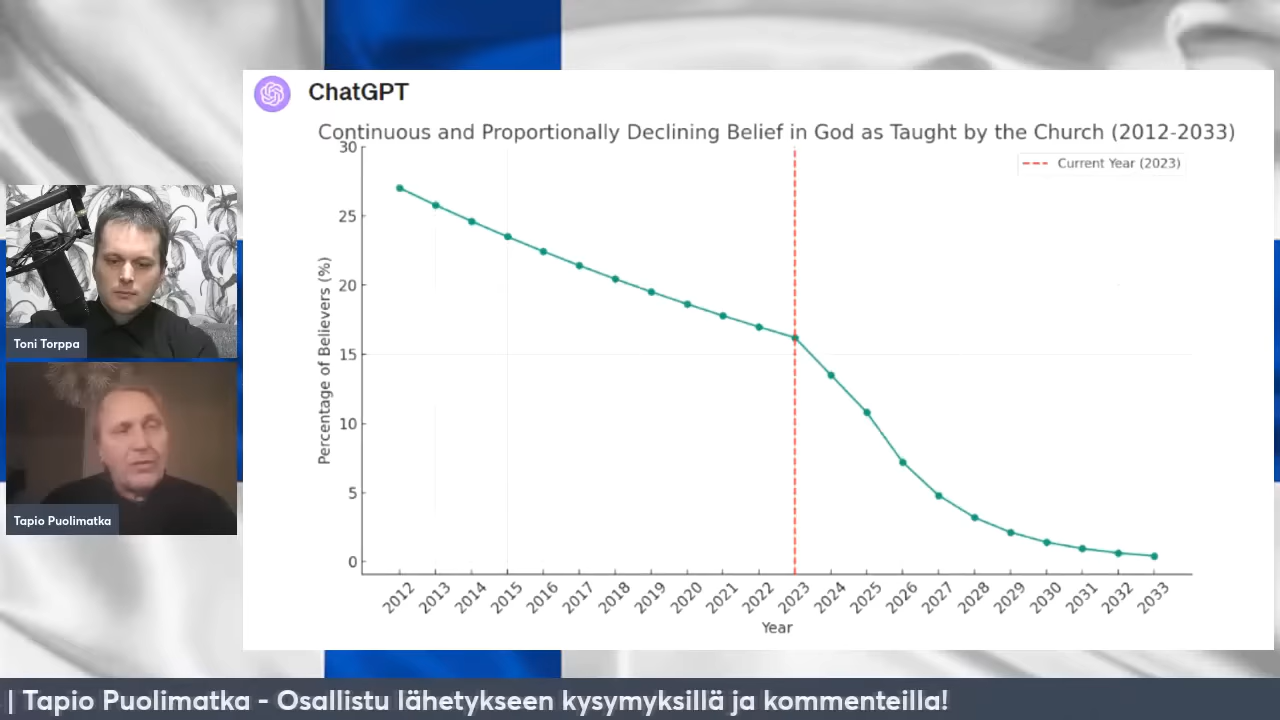 ChatGPT
Continuous and Proportionally Declining Belief in God as Taught by the Church (2012-2033)
Current Year (2023)
30
25
20
15
10
5
0
Percentage of Believers (%)
2012 2013 2014 2015 2016 2017 2018 2019 2020 2021 2022 2023 2024 2025 2026 2027 2028 2029 2030 2031 2032 2033
Year
Toni Torppa
Tapio Puolimatka
| Tapio Puolimatka - Osallistu lähetykseen kysymyksillä ja kommenteilla!